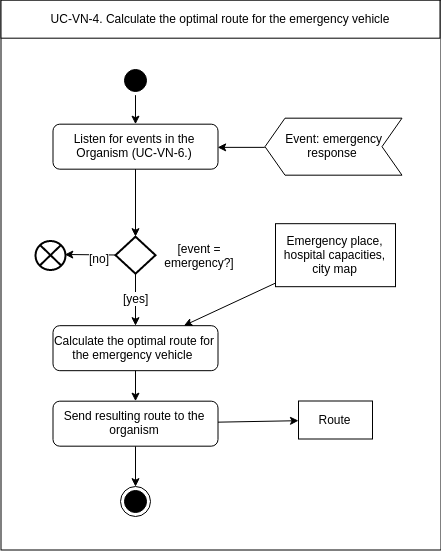 UC-VN-4. Calculate the optimal route for the emergency vehicle
Listen for events in the
Organism (UC-VN-6.)
Event: emergency
response
[event =
emergency?]
[no]
[yes]
Emergency place,
hospital capacities,
city map
Calculate the optimal route for
the emergency vehicle
Send resulting route to the
organism
Route